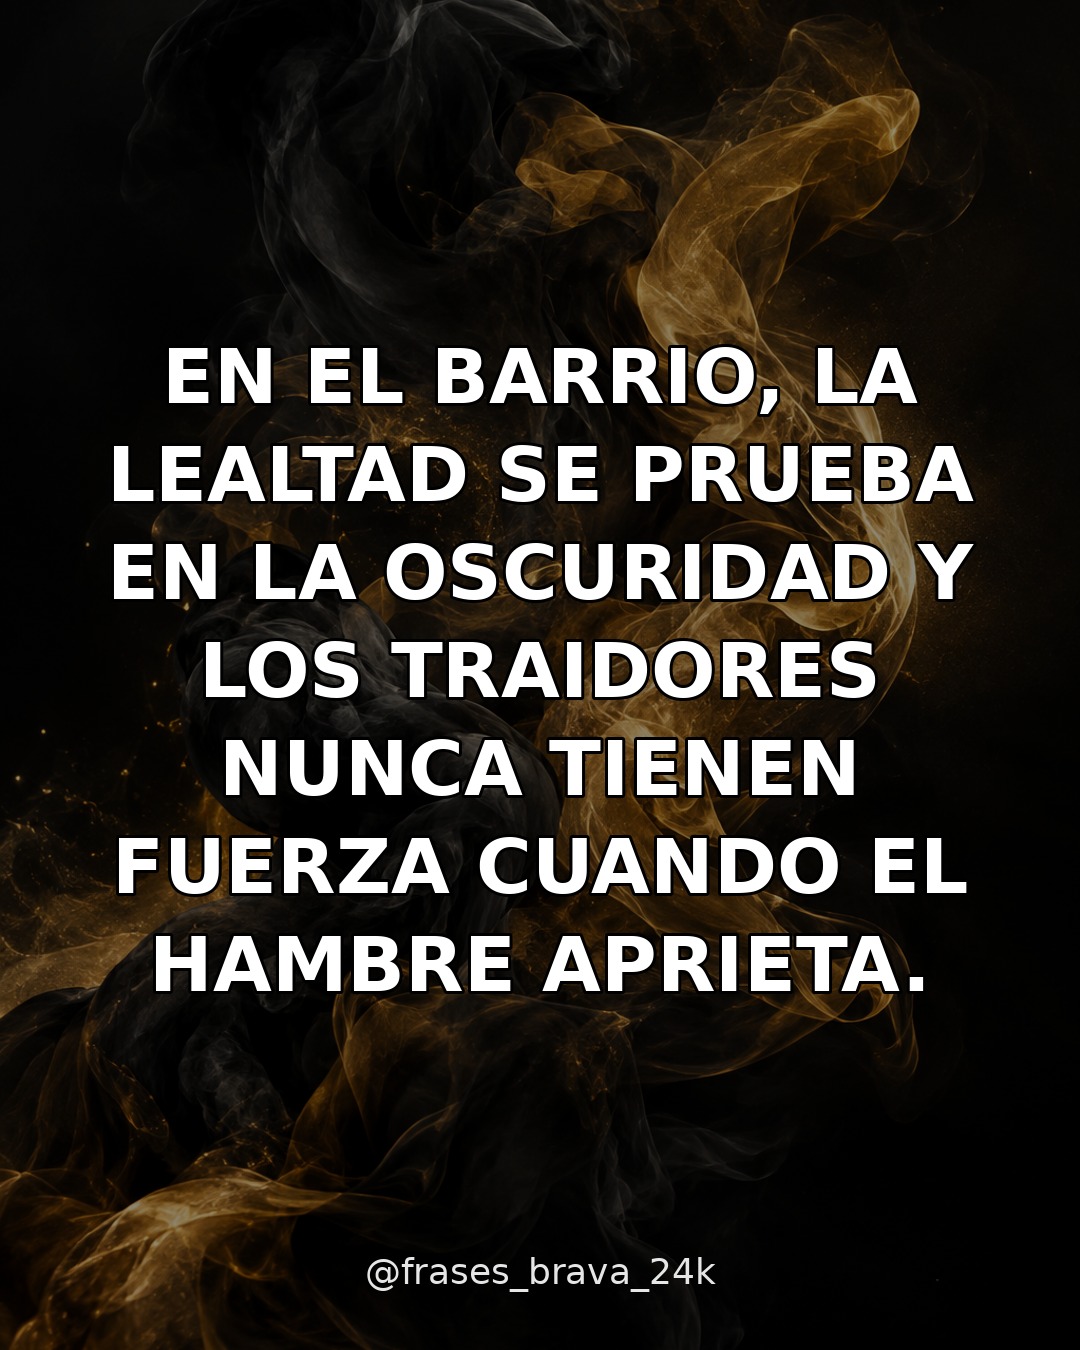 EN EL BARRIO, LA
LEALTAD SE PRUEBA
EN LA OSCURIDAD Y
LOS TRAIDORES
NUNCA TIENEN
FUERZA CUANDO EL
HAMBRE APRIETA.
@frases_brava_24k